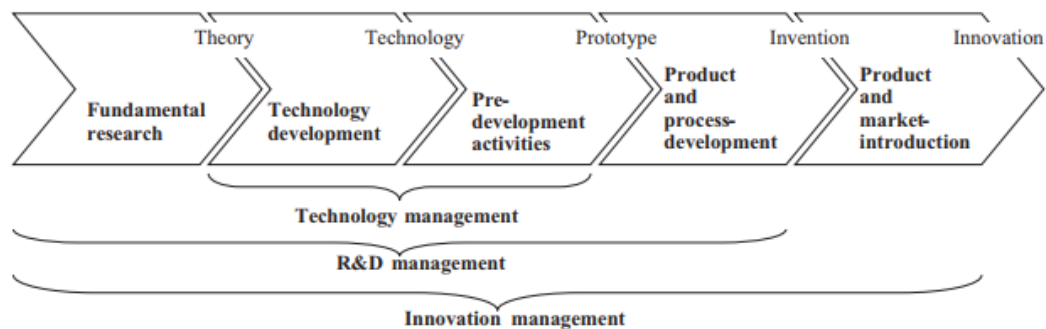 Theory
Technology
Prototype
Invention
Innovation
Fundamental
research
Technology
development
Pre-
development
activities
Product
and
process-
development
Product
and
market-
introduction
Technology management
R&D management
Innovation management